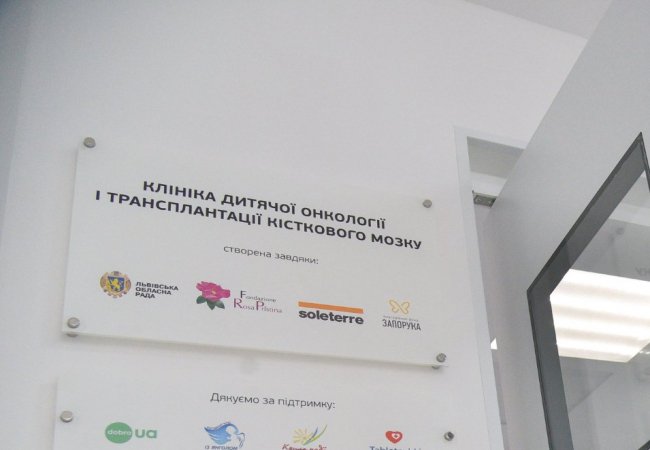 КЛІНІКА ДИТЯЧОЇ ОНКОЛОГІЇ
І ТРАНСПЛАНТАЦІЇ КІСТКОВОГО МОЗКУ
створена завдяки:
ЛЬВІВСЬКА
ОБЛАСНА
РАДА
Fondazione
Rosa Pristina
soleterre
ЗАПОРУКА
Дякуємо за підтримку:
dobro UA